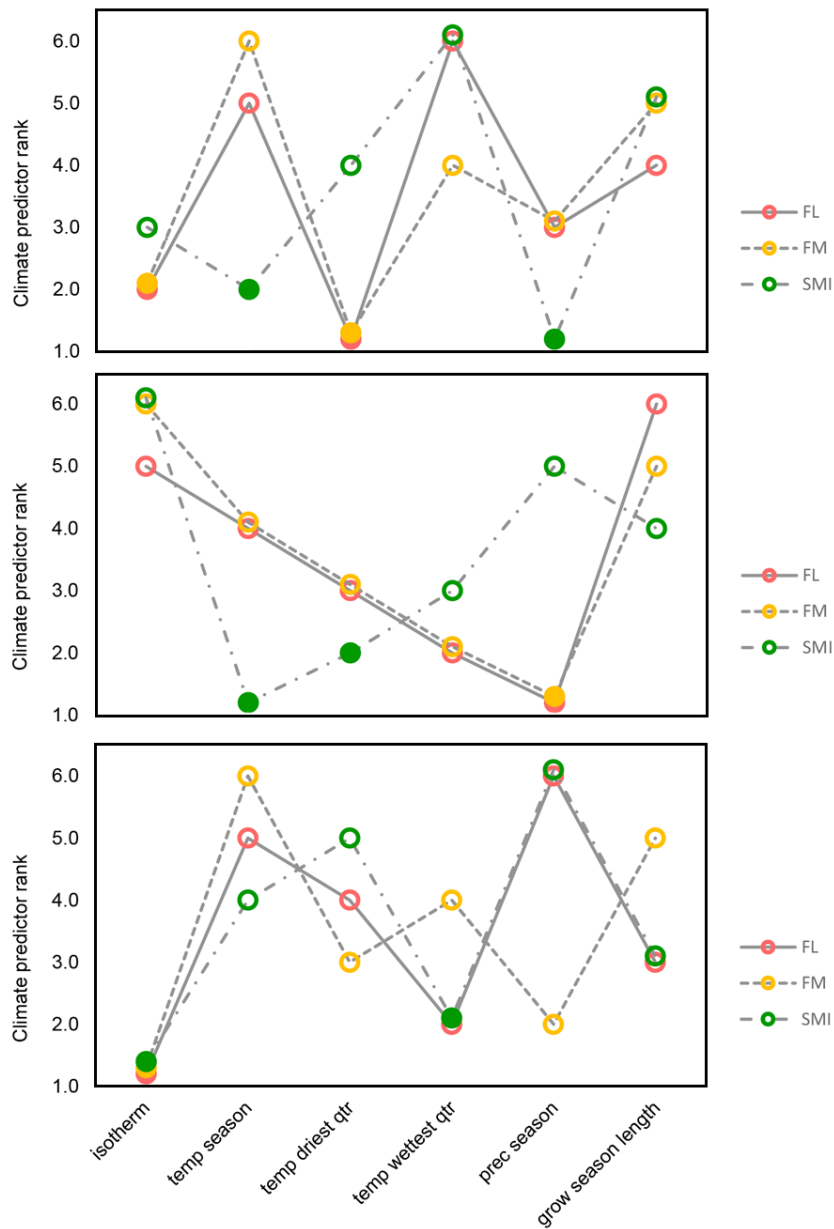 6.0
5.0
4.0
3.0
2.0
1.0
Climate predictor rank
FL
FM
SMI
6.0
5.0
4.0
3.0
2.0
1.0
Climate predictor rank
FL
FM
SMI
6.0
5.0
4.0
3.0
2.0
1.0
Climate predictor rank
FL
FM
SMI
isotherm
temp season
temp driest qtr
temp wettest qtr
prec season
grow season length